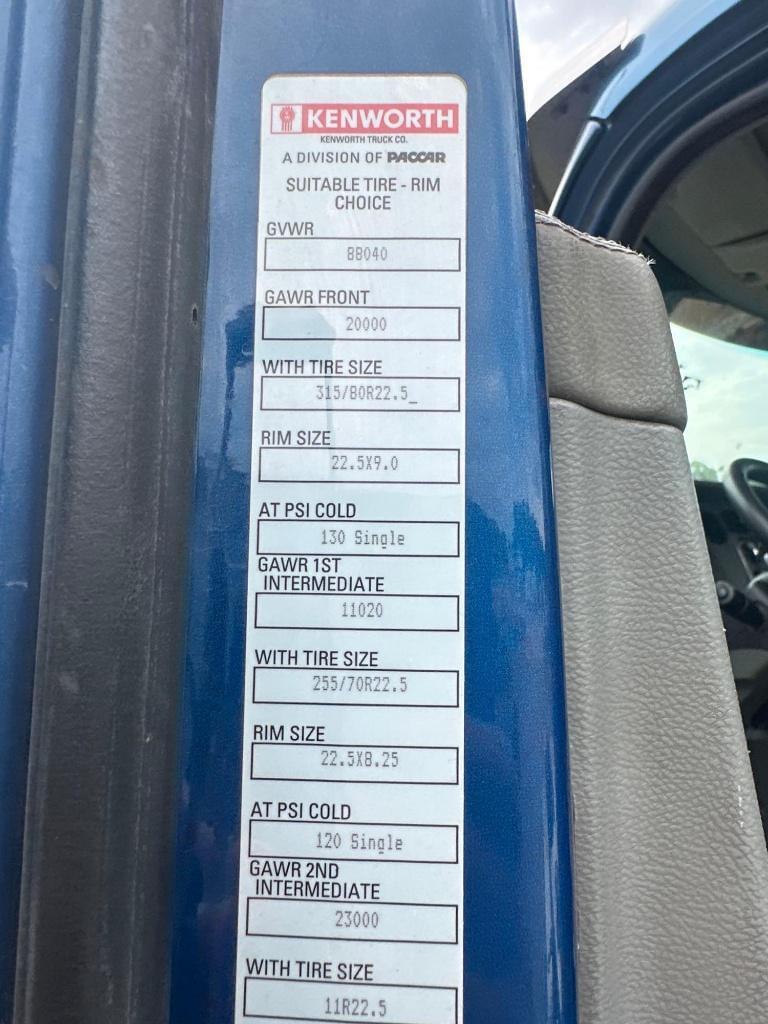 KENWORTH
KENWORTH TRUCK CO.
A DIVISION OF PACCAR
SUITABLE TIRE - RIM
CHOICE
GVWR
88040
GAWR FRONT
20000
WITH TIRE SIZE
315/80R22.5_
RIM SIZE
22.5X9.0
AT PSI COLD
130 Single
GAWR 1ST
INTERMEDIATE
11020
WITH TIRE SIZE
255/70R22.5
RIM SIZE
22.5X8.25
AT PSI COLD
120 Single
GAWR 2ND
INTERMEDIATE
23000
WITH TIRE SIZE
11R22.5